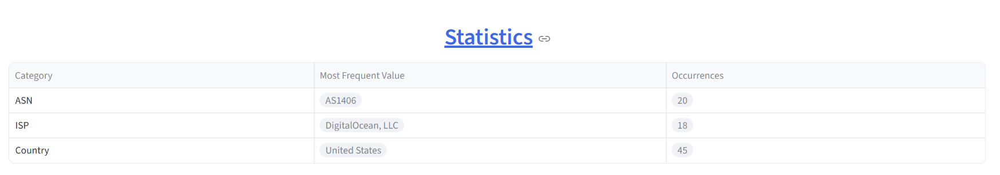 Statistics
Category Most Frequent Value Occurrences
ASN AS1406 20
ISP DigitalOcean, LLC 18
Country United States 45